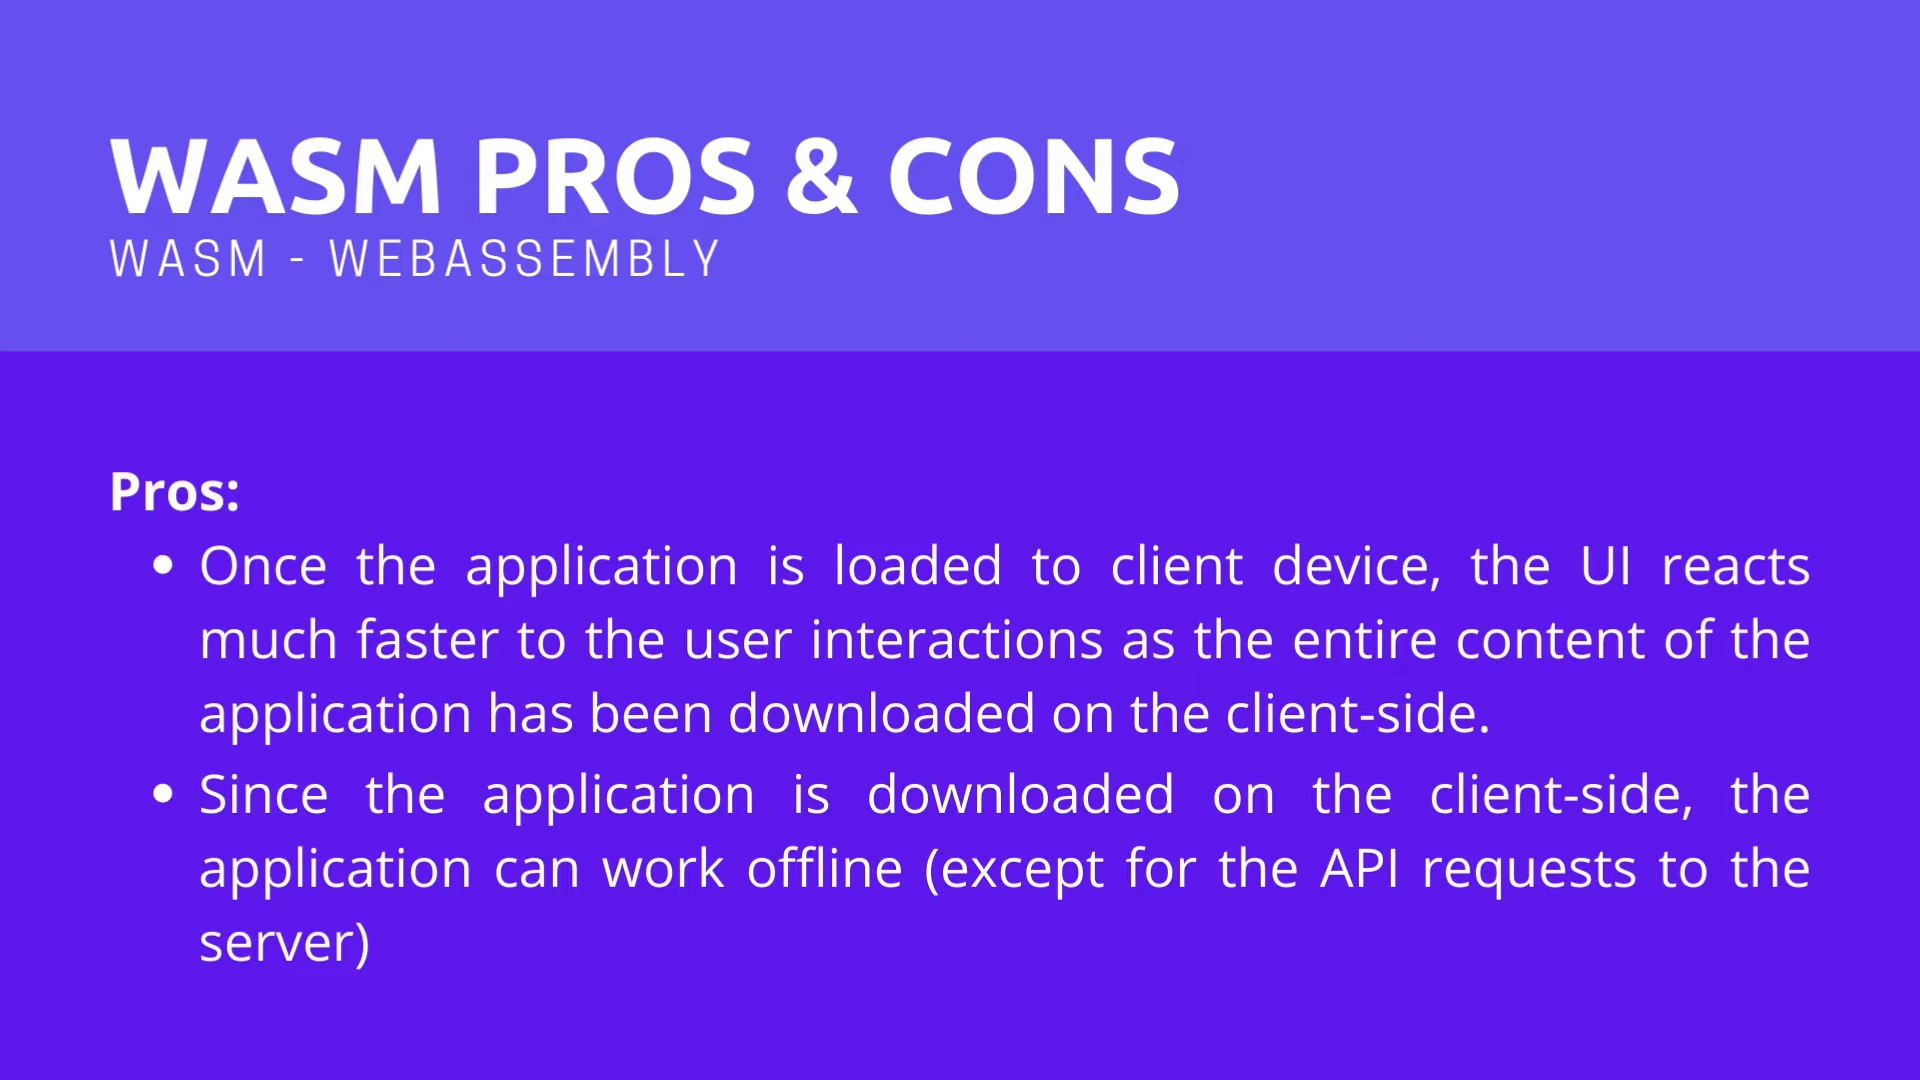 WASM PROS & CONS
WASM - WEBASSEMBLY
Pros:
• Once the application is loaded to client device, the UI reacts
much faster to the user interactions as the entire content of the
application has been downloaded on the client-side.
• Since the application is downloaded on the client-side, the
application can work offline (except for the API requests to the
server)